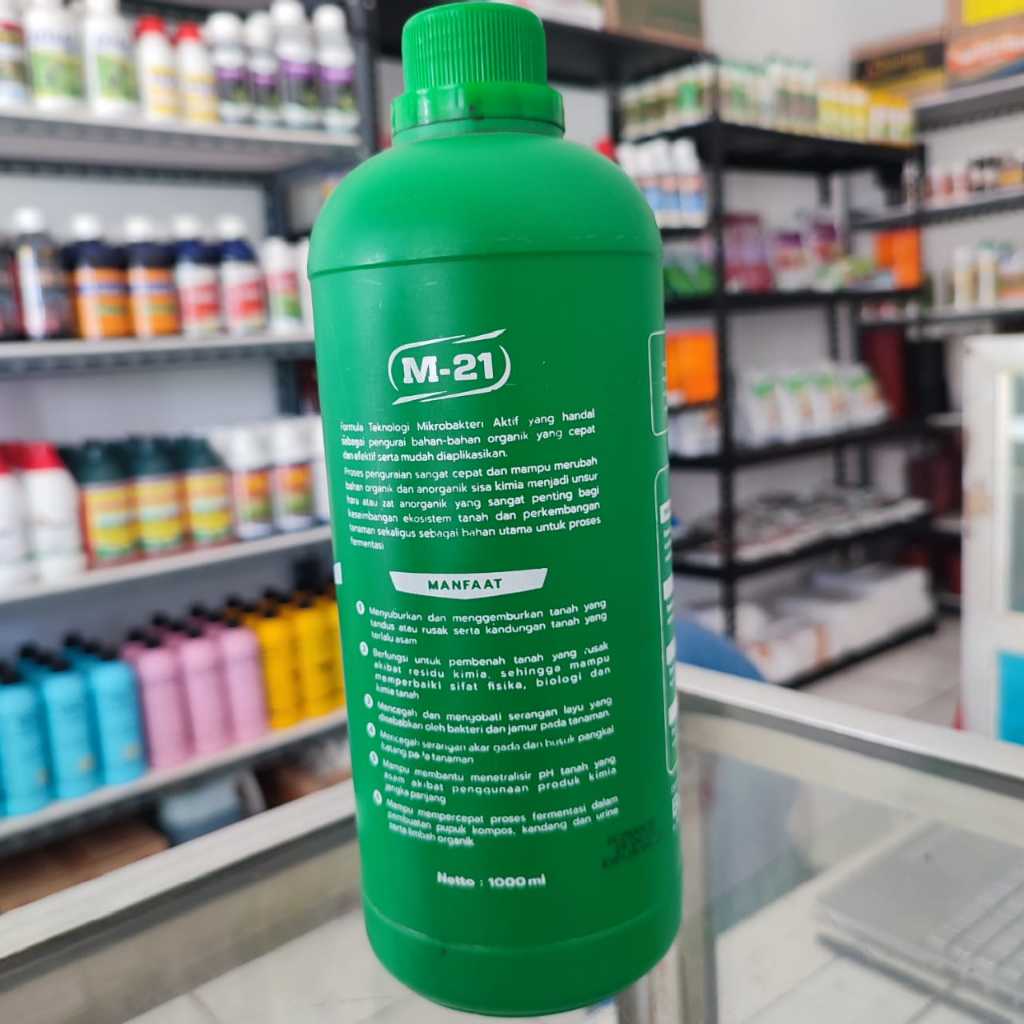 M-21
Formula Teknologi Mikrobakteri Aktif yang handal
sebagai pengurai bahan-bahan organik yang cepat
dan efektif serta mudah diaplikasikan.
Proses penguraian sangat cepat dan mampu merubah
bahan organik dan anorganik sisa kimia menjadi unsur
hara atau zat anorganik yang sangat penting bagi
keseimbangan ekosistem tanah dan perkembangan
tanaman sekaligus sebagai bahan utama untuk proses
fermentasi
MANFAAT
1 Menyuburkan dan menggemburkan tanah yang
tandus atau rusak serta kandungan tanah yang
terlalu asam
2 Berfungsi untuk pembenah tanah yang rusak
akibat residu kimia, sehingga mampu
memperbaiki sifat fisika, biologi dan
kimia tanah
3 Mencegah dan mengobati serangan layu yang
disebabkan oleh bakteri dan jamur pada tanaman.
4 Mencegah serangan akar gada dan busuk pangkal
batang pada tanaman
5 Mampu membantu menetralisir pH tanah yang
asam akibat penggunaan produk kimia
jangka panjang
6 Mampu mempercepat proses fermentasi dalam
pembuatan pupuk kompos, kandang dan urine
serta limbah organik
Netto : 1000 ml